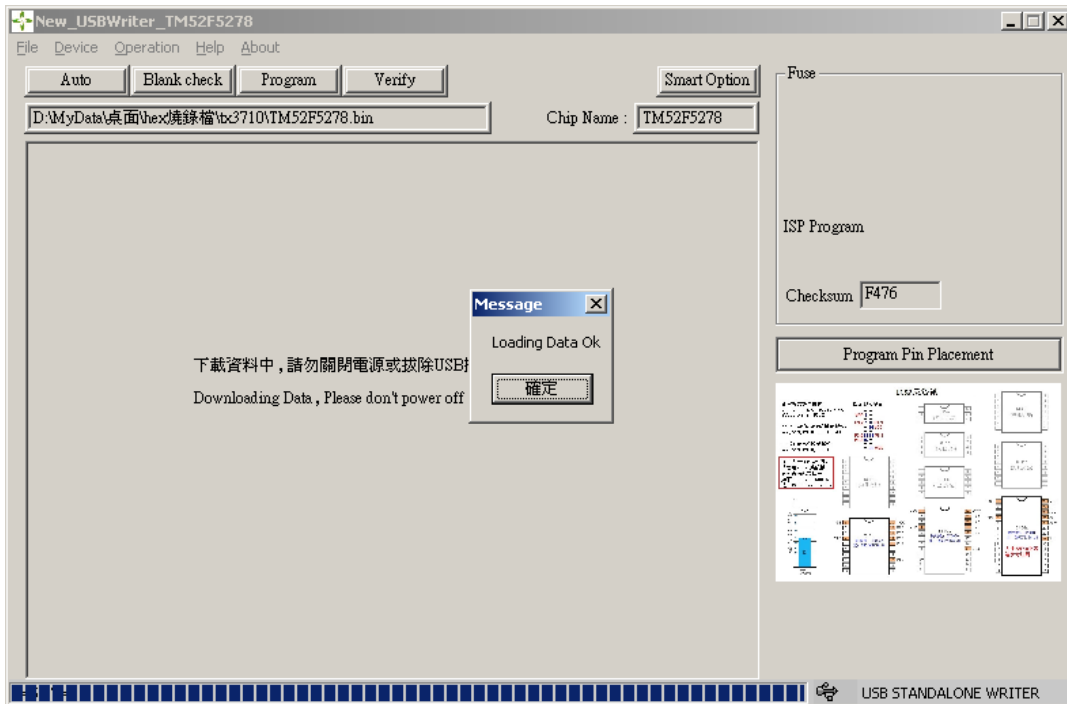 New_USBWriter_TM52F5278
File Device Operation Help About
Auto Blank check Program Verify Smart Option
D:\MyData\桌面\hex燒錄檔\tx3710\TM52F5278.bin Chip Name : TM52F5278
Fuse
ISP Program
Checksum F476
Program Pin Placement
Message
Loading Data Ok
確定
下載資料中 , 請勿關閉電源或拔除USB
Downloading Data , Please don't power off
USB STANDALONE WRITER